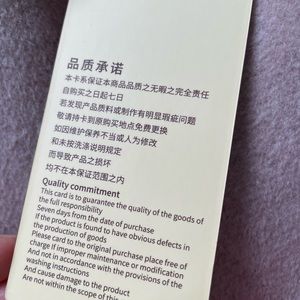 品质承诺
本卡系保证本商品品质之无暇之完全责任
自购买之日起七日
若发现产品质料或制作有明显瑕疵问题
敬请持卡到原购买地点免费更换
如因维护保养不当或人为修改
和未按洗涤说明规定
而导致产品之损坏
均不在本保证范围之内
Quality commitment
This card is to guarantee the quality of the goods of
the full responsibility
Seven days from the date of purchase
If the product is found to have obvious defects in
the production of goods
Please card to the original purchase place free of
charge If improper maintenance or modification
And not in accordance with the provisions of the
washing instructions
And cause damage to the product
Are not within the scope of this